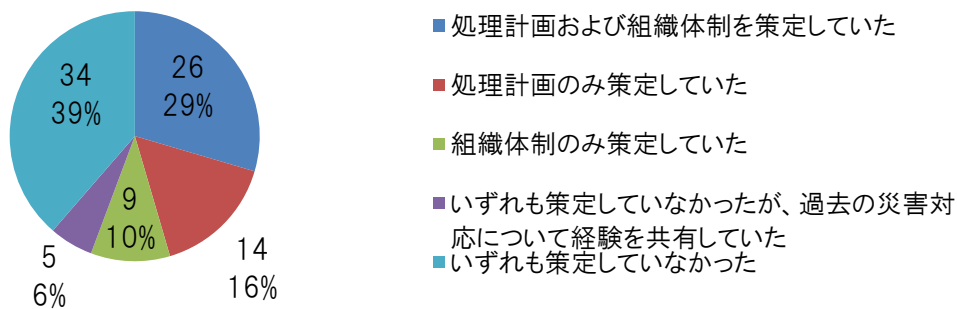 34
39%
26
29%
9
10%
5
6%
14
16%
処理計画および組織体制を策定していた
処理計画のみ策定していた
組織体制のみ策定していた
いずれも策定していなかったが、過去の災害対
応について経験を共有していた
いずれも策定していなかった